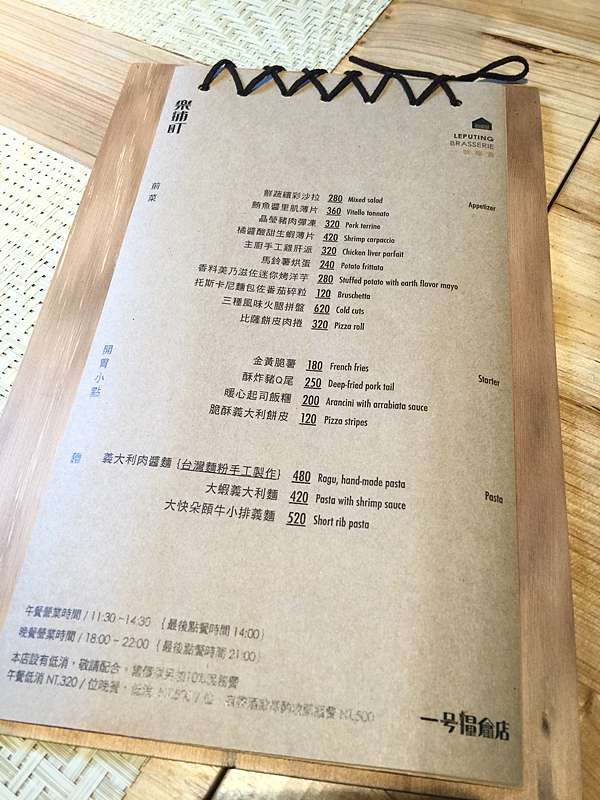 樂埔町
LEPUTING
BRASSERIE
前菜
Appetizer
鮮蔬繽彩沙拉 280 Mixed salad
鮪魚醬里肌薄片 360 Vitello tonnato
晶瑩豬肉彈凍 320 Pork terrine
橘醬酸甜生蝦薄片 420 Shrimp carpaccio
主廚手工雞肝派 320 Chicken liver parfait
馬鈴薯烘蛋 240 Potato frittata
香料美乃滋佐迷你烤洋芋 280 Stuffed potato with earth flavor mayo
托斯卡尼麵包佐番茄碎粒 120 Bruschetta
三種風味火腿拼盤 620 Cold cuts
比薩餅皮肉捲 320 Pizza roll
開胃小點
Starter
金黃脆薯 180 French fries
酥炸豬Q尾 250 Deep-fried pork tail
暖心起司飯糰 200 Arancini with arrabiata sauce
脆酥義大利餅皮 120 Pizza stripes
麵
Pasta
義大利肉醬麵 {台灣麵粉手工製作} 480 Ragu, hand-made pasta
大蝦義大利麵 420 Pasta with shrimp sauce
大快朵頤牛小排義麵 520 Short rib pasta
午餐營業時間 / 11:30 -14:30 {最後點餐時間 14:00}
晚餐營業時間 / 18:00 - 22:00 {最後點餐時間 21:00}
本店設有低消，敬請配合，
午餐低消 NT.320 / 位晚餐，低消 NT.500 / 位 NT.500
一号糧倉店